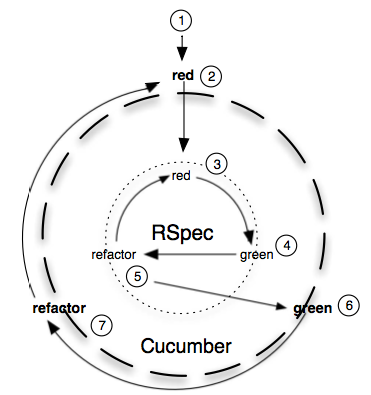 1
red 2
3
red
RSpec
4
refactor
green
5
refactor
green 6
7
Cucumber